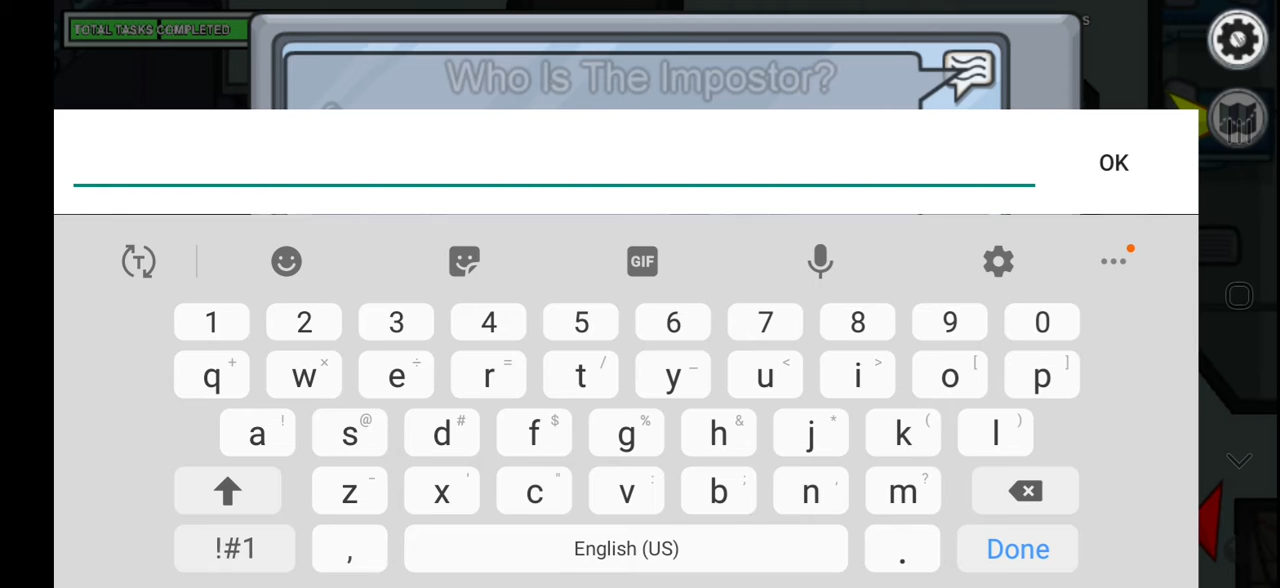 TOTAL TASKS COMPLETED
s
Who Is The Impostor?
OK
T GIF
1 2 3 4 5 6 7 8 9 0
q + w × e ÷ r = t / y _ u < i > o [ p ]
a ! s @ d # f $ g % h & j * k ( l )
z - x ' c " v : b ; n , m ?
!#1 , English (US) . Done